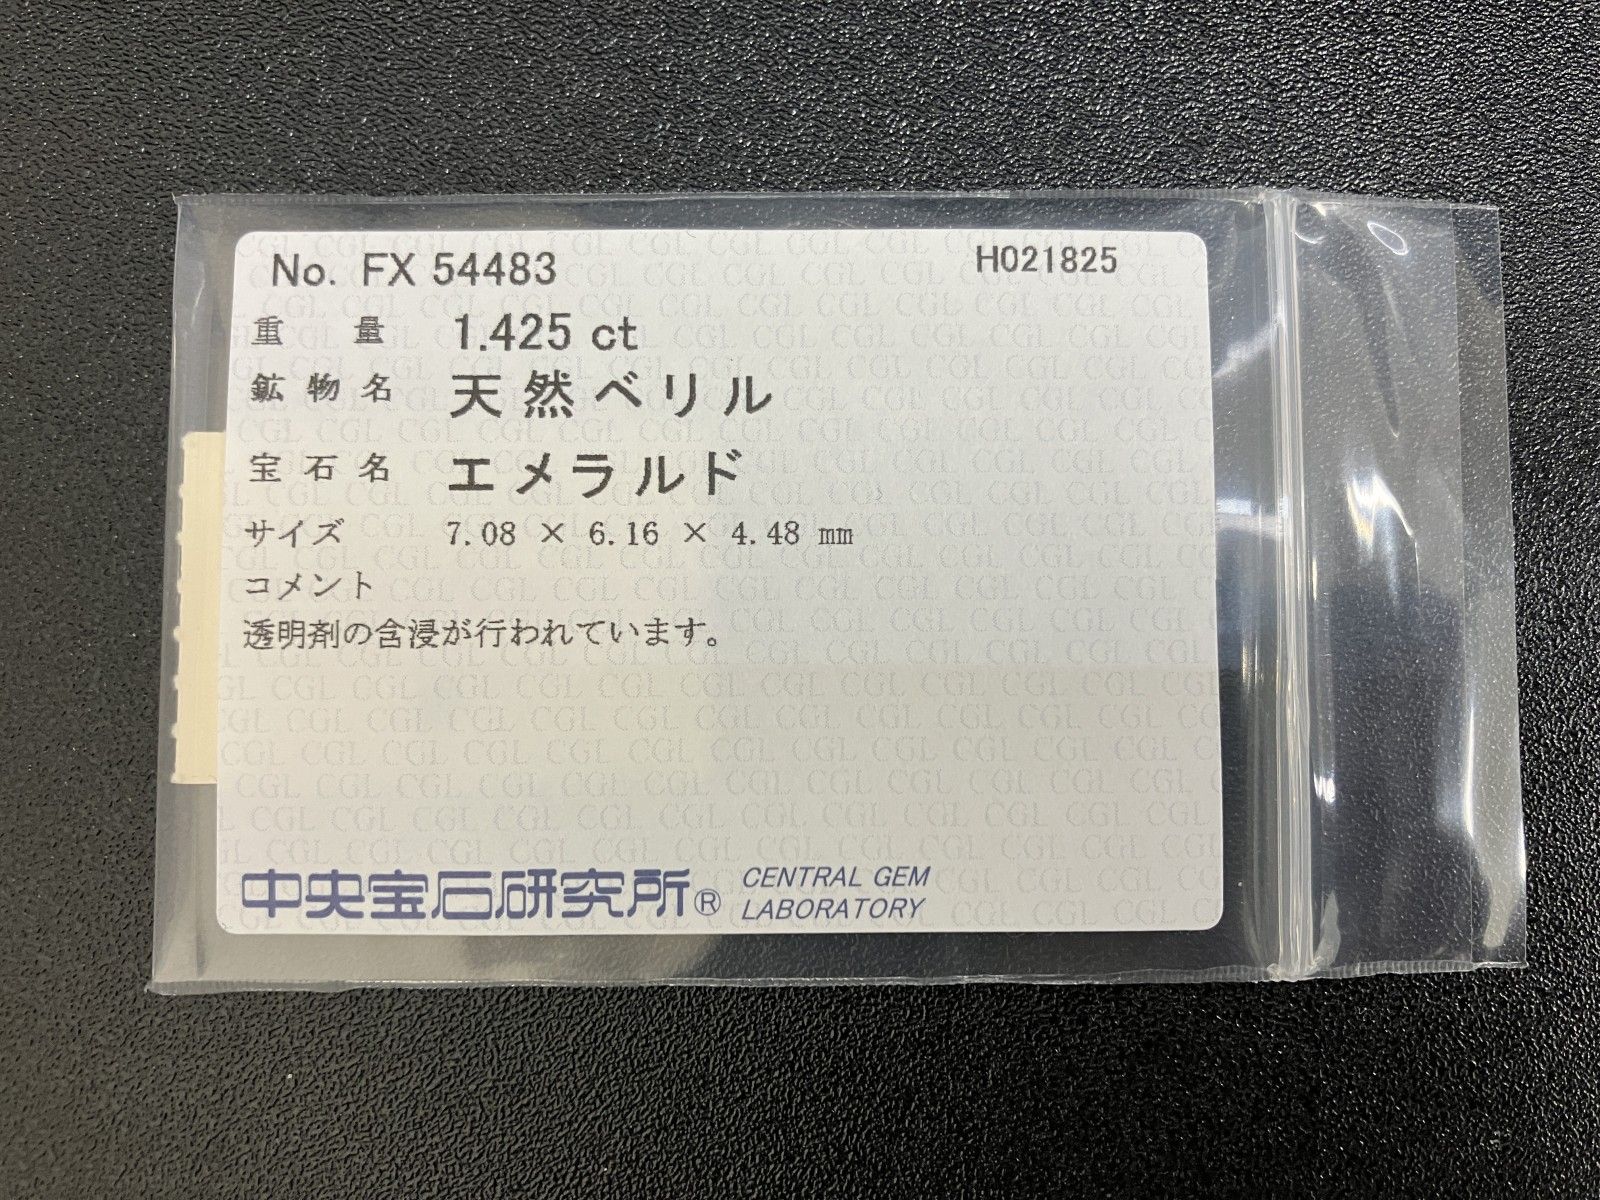 No. FX 54483 H021825
重量 1.425 ct
鉱物名 天然ベリル
宝石名 エメラルド
サイズ 7.08 × 6.16 × 4.48 mm
コメント
透明剤の含浸が行われています。
中央宝石研究所® CENTRAL GEM
LABORATORY